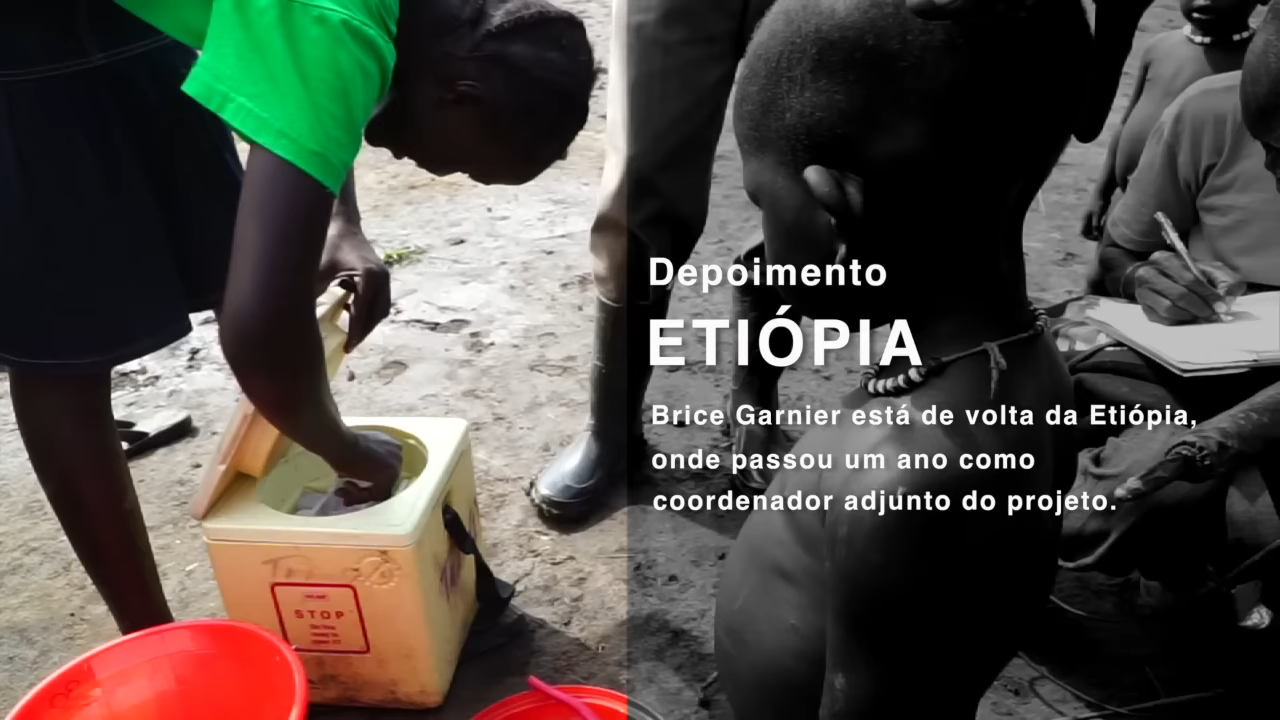 Depoimento
ETIÓPIA
Brice Garnier está de volta da Etiópia,
onde passou um ano como
coordenador adjunto do projeto.
STOP